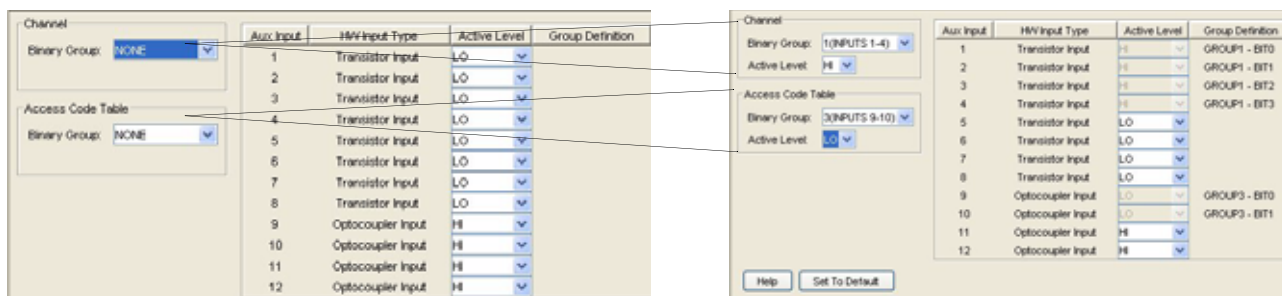 Channel
Binary Group: NONE
Access Code Table
Binary Group: NONE
Aux Input HW Input Type Active Level Group Definition
1 Transistor Input LO
2 Transistor Input LO
3 Transistor Input LO
4 Transistor Input LO
5 Transistor Input LO
6 Transistor Input LO
7 Transistor Input LO
8 Transistor Input LO
9 Optocoupler Input HI
10 Optocoupler Input HI
11 Optocoupler Input HI
12 Optocoupler Input HI
Channel
Binary Group: 1(INPUTS 1-4)
Active Level: HI
Access Code Table
Binary Group: 3(INPUTS 9-10)
Active Level: LO
Aux Input HW Input Type Active Level Group Definition
1 Transistor Input HI GROUP1 - BIT0
2 Transistor Input HI GROUP1 - BIT1
3 Transistor Input HI GROUP1 - BIT2
4 Transistor Input HI GROUP1 - BIT3
5 Transistor Input LO
6 Transistor Input LO
7 Transistor Input LO
8 Transistor Input LO
9 Optocoupler Input LO GROUP3 - BIT0
10 Optocoupler Input LO GROUP3 - BIT1
11 Optocoupler Input HI
12 Optocoupler Input HI
Help Set To Default